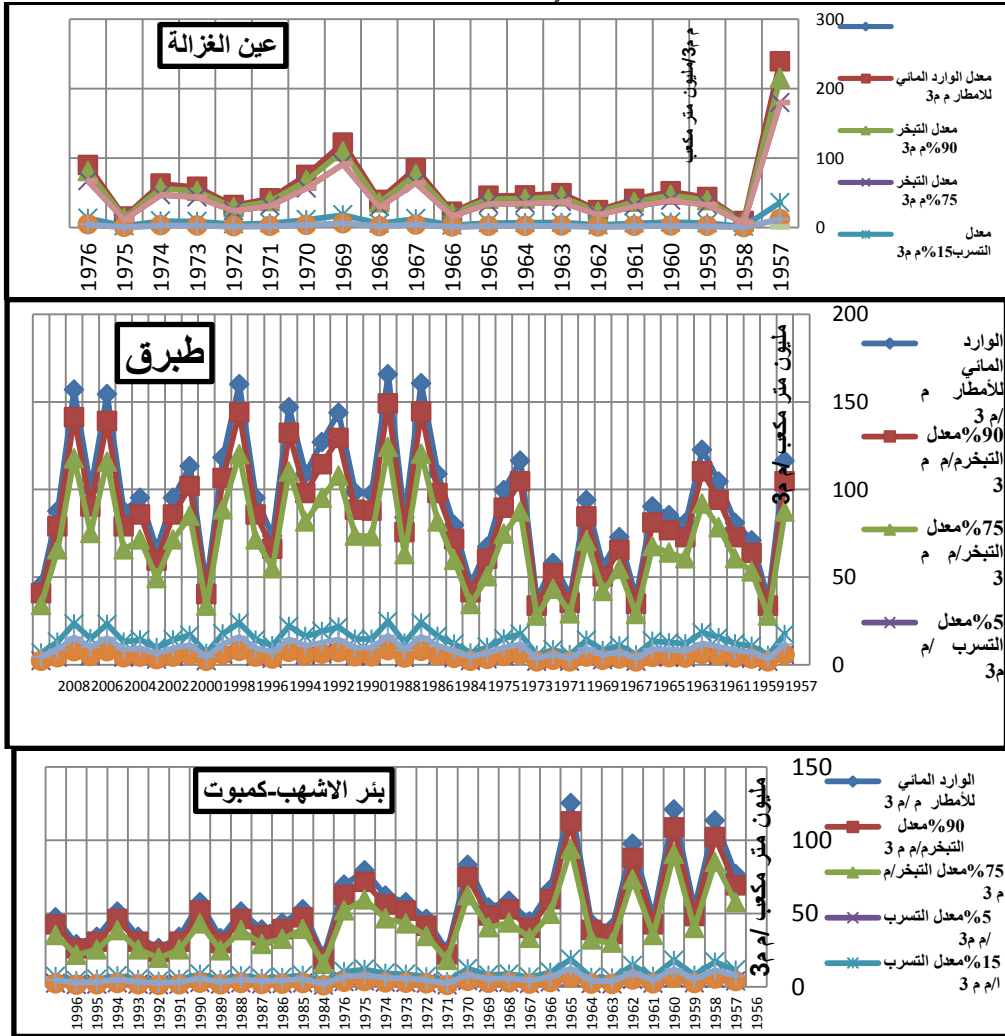 عين الغزالة
م م3/مليون متر مكعب
300
200
100
0
معدل الوارد المائي
للامطار م م3
معدل التبخر
90%م م3
معدل التبخر
75%م م3
معدل
التسرب15%م م3
1976
1975
1974
1973
1972
1971
1970
1969
1968
1967
1966
1965
1964
1963
1962
1961
1960
1959
1958
1957
طبرق
مليون متر مكعب /م م3
200
150
100
50
0
الوارد
المائي
للأمطار م
/م 3
90%معدل
التبخرم/م م
3
75%معدل
التبخر/م م
3
5%معدل
التسرب /م
م3
2008
2006
2004
2002
2000
1998
1996
1994
1992
1990
1988
1986
1984
1975
1973
1971
1969
1967
1965
1963
1961
1959
1957
بئر الاشهب-كمبوت
مليون متر مكعب /م م3
150
100
50
0
الوارد المائي
للأمطار م /م 3
90%معدل
التبخرم/م م 3
75%معدل التبخر/م
م 3
5%معدل التسرب
/م م3
15%معدل التسرب
ا/م م 3
1996
1995
1994
1993
1992
1991
1990
1989
1988
1987
1986
1985
1984
1976
1975
1974
1973
1972
1971
1970
1969
1968
1967
1966
1965
1964
1963
1962
1961
1960
1959
1958
1957
1956